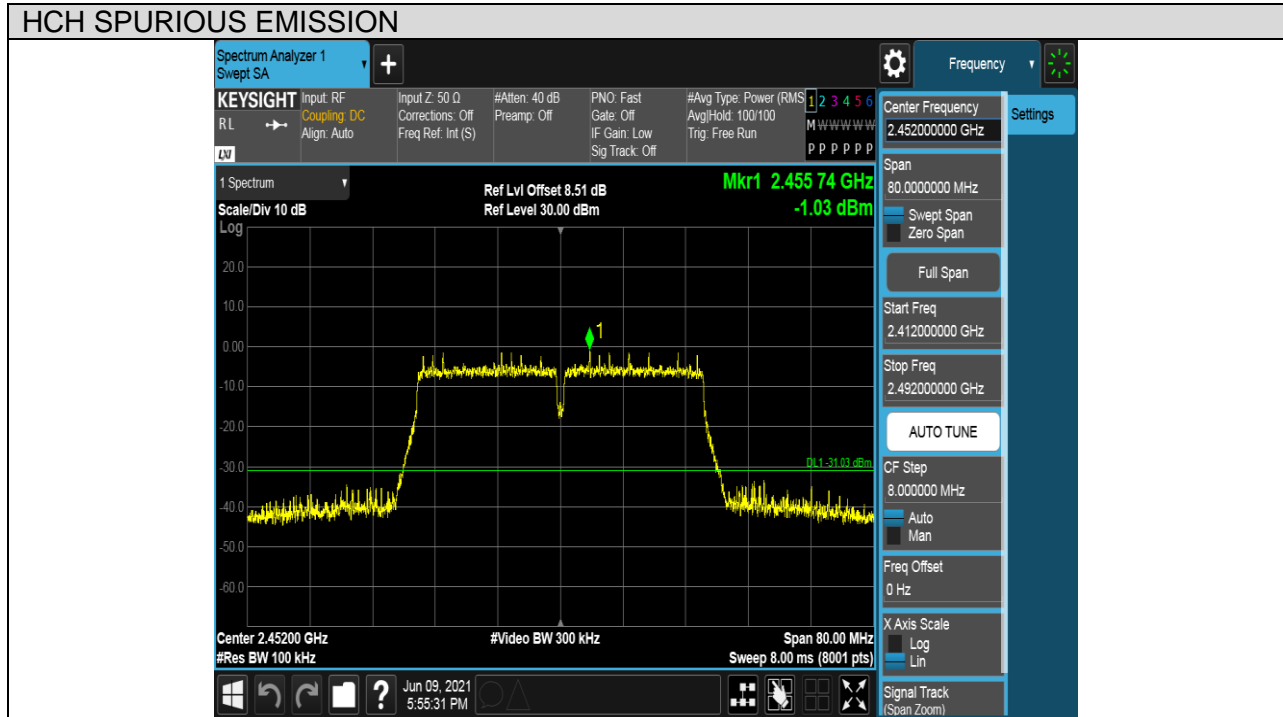 HCH SPURIOUS EMISSION
Spectrum Analyzer 1
Swept SA
+
Frequency
KEYSIGHT
RL
LXI
Input: RF
Coupling: DC
Align: Auto
Input Z: 50 Ω
Corrections: Off
Freq Ref: Int (S)
#Atten: 40 dB
Preamp: Off
PNO: Fast
Gate: Off
IF Gain: Low
Sig Track: Off
#Avg Type: Power (RMS
Avg|Hold: 100/100
Trig: Free Run
1 2 3 4 5 6
M W W W W W
P P P P P P
1 Spectrum
Scale/Div 10 dB
Ref Lvl Offset 8.51 dB
Ref Level 30.00 dBm
Mkr1 2.455 74 GHz
-1.03 dBm
Log
20.0
10.0
0.00
-10.0
-20.0
-30.0
-40.0
-50.0
-60.0
1
DL1 -31.03 dBm
Center 2.45200 GHz
#Res BW 100 kHz
#Video BW 300 kHz
Span 80.00 MHz
Sweep 8.00 ms (8001 pts)
?
Jun 09, 2021
5:55:31 PM
Center Frequency
2.452000000 GHz
Settings
Span
80.0000000 MHz
Swept Span
Zero Span
Full Span
Start Freq
2.412000000 GHz
Stop Freq
2.492000000 GHz
AUTO TUNE
CF Step
8.000000 MHz
Auto
Man
Freq Offset
0 Hz
X Axis Scale
Log
Lin
Signal Track
(Span Zoom)